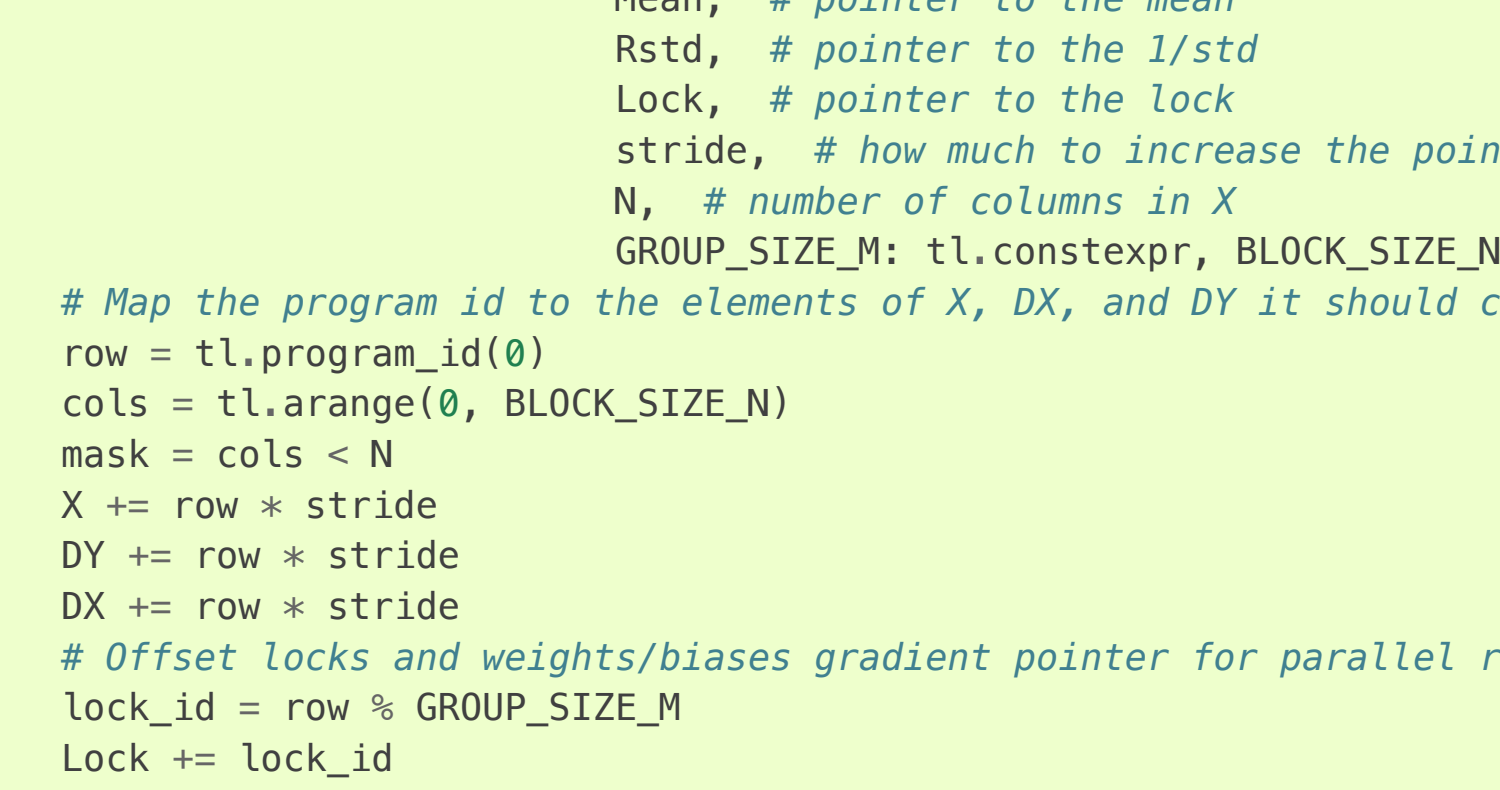 Mean,  # pointer to the mean
Rstd,  # pointer to the 1/std
Lock,  # pointer to the lock
stride,  # how much to increase the poin
N,  # number of columns in X
GROUP_SIZE_M: tl.constexpr, BLOCK_SIZE_N
# Map the program id to the elements of X, DX, and DY it should c
row = tl.program_id(0)
cols = tl.arange(0, BLOCK_SIZE_N)
mask = cols < N
X += row * stride
DY += row * stride
DX += row * stride
# Offset locks and weights/biases gradient pointer for parallel r
lock_id = row % GROUP_SIZE_M
Lock += lock_id